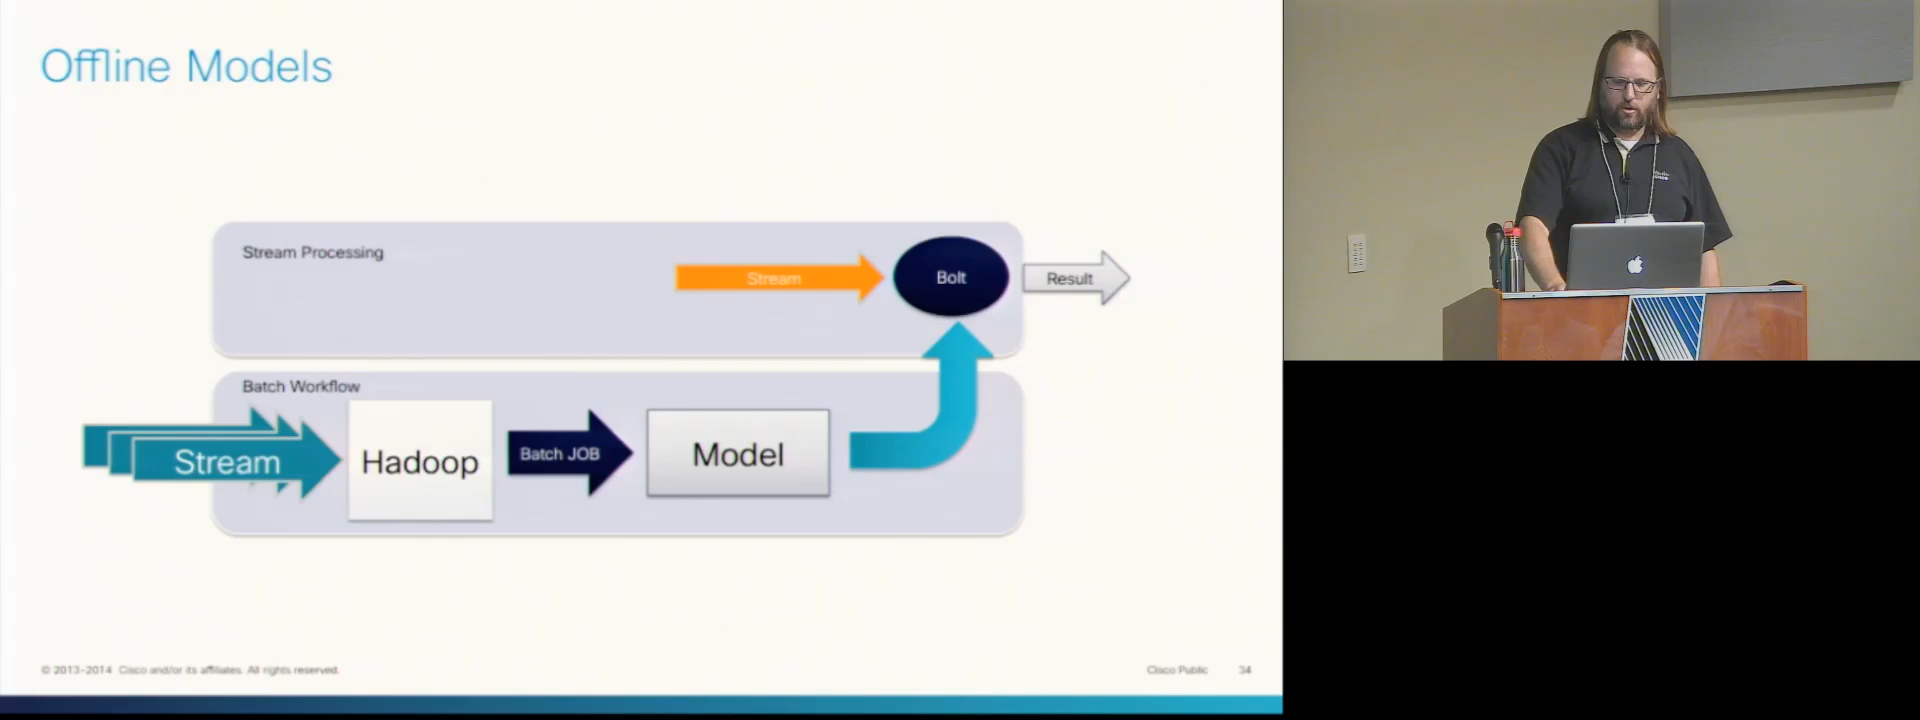 Offline Models
Stream Processing
Stream
Bolt
Result
Batch Workflow
Stream
Hadoop
Batch JOB
Model
© 2013-2014 Cisco and/or its affiliates. All rights reserved.
Cisco Public 34